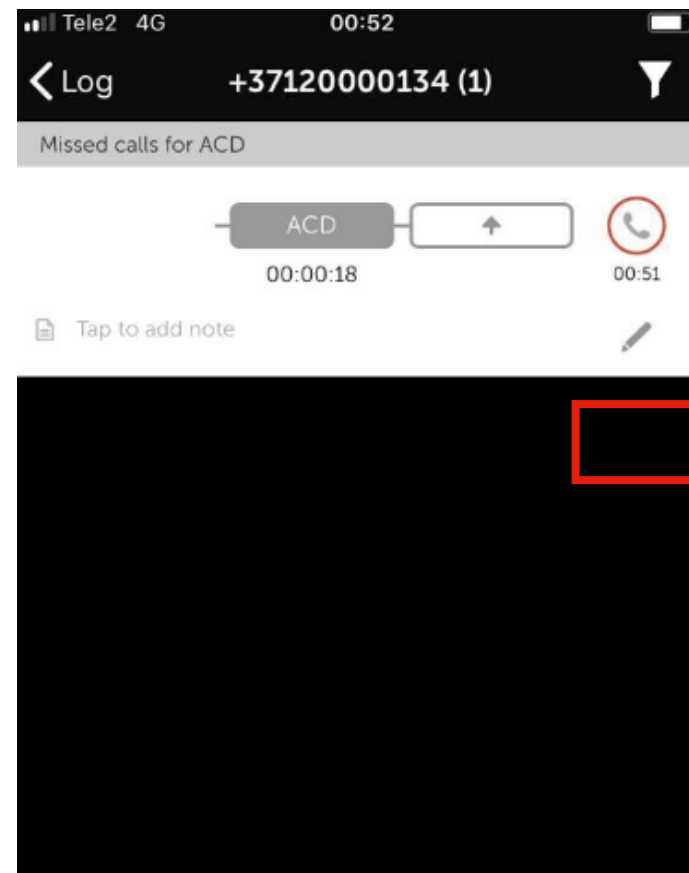 Tele2 4G 00:52
Log +37120000134 (1)
Missed calls for ACD
ACD
00:00:18 00:51
Tap to add note